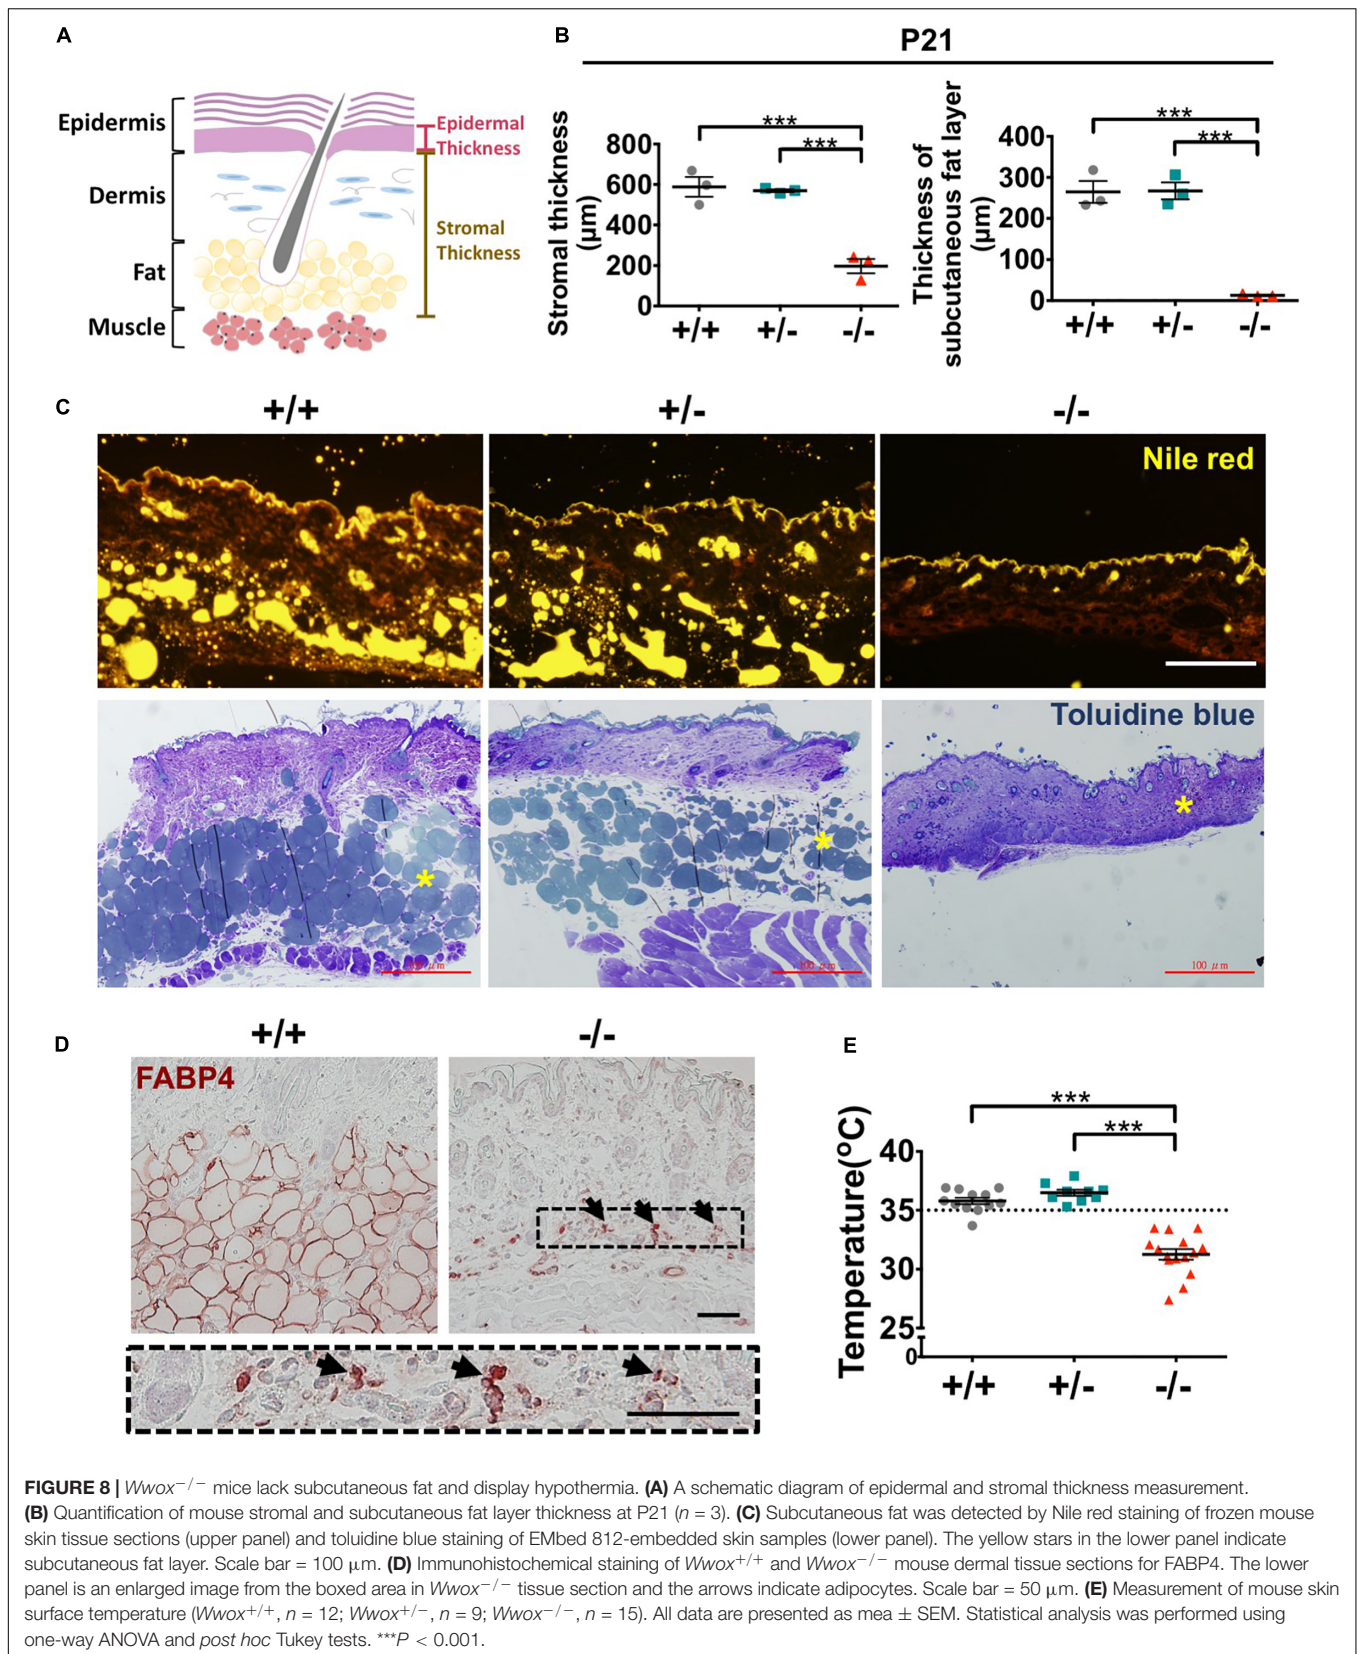 A
Epidermis
Dermis
Fat
Muscle
Epidermal
Thickness
Stromal
Thickness
B
P21
Stromal thickness
(μm)
800
600
400
200
0
+/+
+/-
-/-
***
***
Thickness of
subcutaneous fat layer
(μm)
400
300
200
100
0
+/+
+/-
-/-
***
***
C
+/+
+/-
-/-
Nile red
Toluidine blue
*
*
*
100 μm
100 μm
D
+/+
-/-
FABP4
E
Temperature(ºC)
40
35
30
25
0
+/+
+/-
-/-
***
***
FIGURE 8 | Wwox−/− mice lack subcutaneous fat and display hypothermia. (A) A schematic diagram of epidermal and stromal thickness measurement.
(B) Quantification of mouse stromal and subcutaneous fat layer thickness at P21 (n = 3). (C) Subcutaneous fat was detected by Nile red staining of frozen mouse
skin tissue sections (upper panel) and toluidine blue staining of EMbed 812-embedded skin samples (lower panel). The yellow stars in the lower panel indicate
subcutaneous fat layer. Scale bar = 100 μm. (D) Immunohistochemical staining of Wwox+/+ and Wwox−/− mouse dermal tissue sections for FABP4. The lower
panel is an enlarged image from the boxed area in Wwox−/− tissue section and the arrows indicate adipocytes. Scale bar = 50 μm. (E) Measurement of mouse skin
surface temperature (Wwox+/+, n = 12; Wwox+/−, n = 9; Wwox−/−, n = 15). All data are presented as mea ± SEM. Statistical analysis was performed using
one-way ANOVA and post hoc Tukey tests. ***P < 0.001.